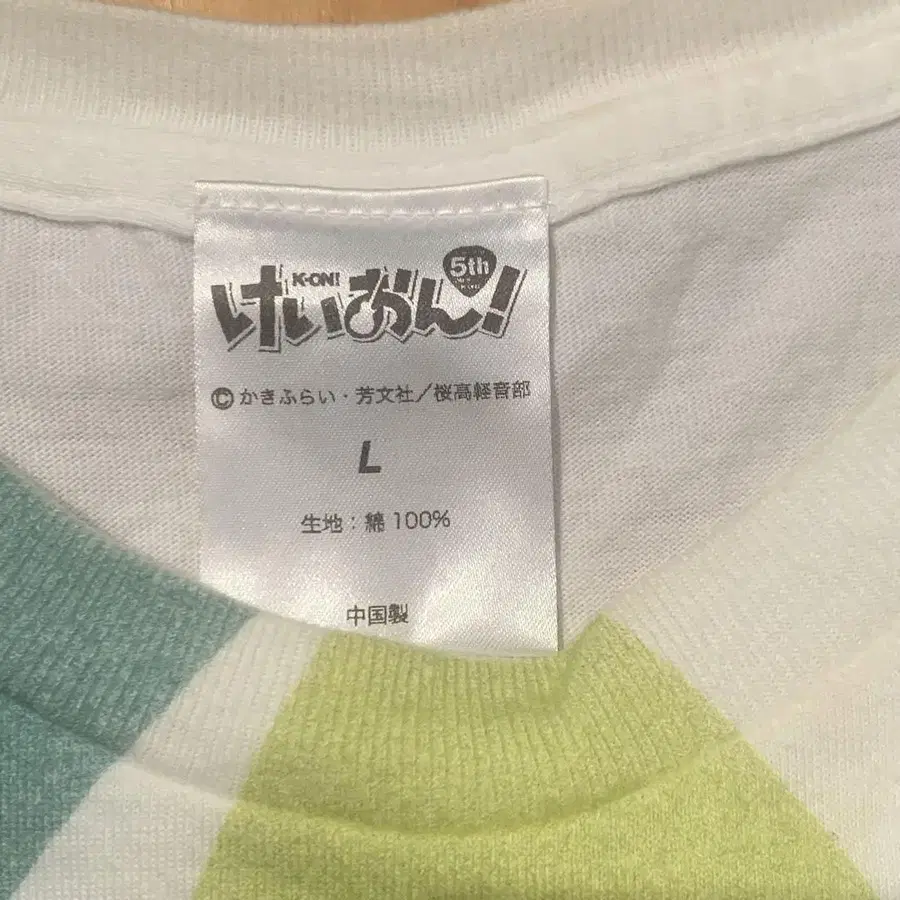 K-ON!
5th
けいおん!
©かきふらい・芳文社／桜高軽音部
L
生地：綿100%
中国製